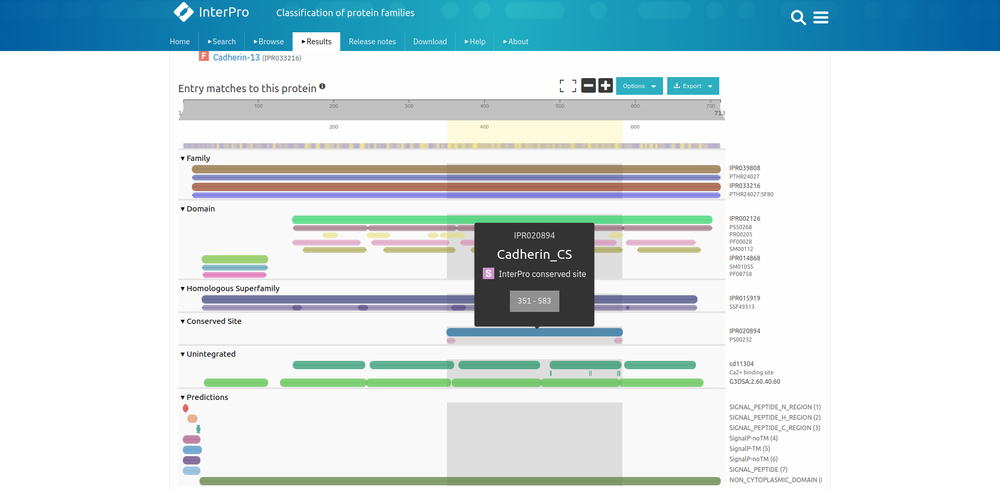 InterPro
Classification of protein families
Home
▸Search
▸Browse
▸Results
Release notes
Download
▸Help
▸About
F Cadherin-13 (IPR033216)
Entry matches to this protein
Options
Export
100 200 300 400 500 600 700
1 713
200 400 600
▾ Family
IPR039808
PTHR24027
IPR033216
PTHR24027:SF80
▾ Domain
IPR002126
PS50268
PR00205
PF00028
SM00112
IPR014868
SM01055
PF08758
IPR020894
Cadherin_CS
S InterPro conserved site
351 - 583
▾ Homologous Superfamily
IPR015919
SSF49313
▾ Conserved Site
IPR020894
PS00232
▾ Unintegrated
cd11304
Ca2+ binding site
G3DSA:2.60.40.60
▾ Predictions
SIGNAL_PEPTIDE_N_REGION (1)
SIGNAL_PEPTIDE_H_REGION (2)
SIGNAL_PEPTIDE_C_REGION (3)
SignalP-noTM (4)
SignalP-TM (5)
SignalP-noTM (6)
SIGNAL_PEPTIDE (7)
NON_CYTOPLASMIC_DOMAIN